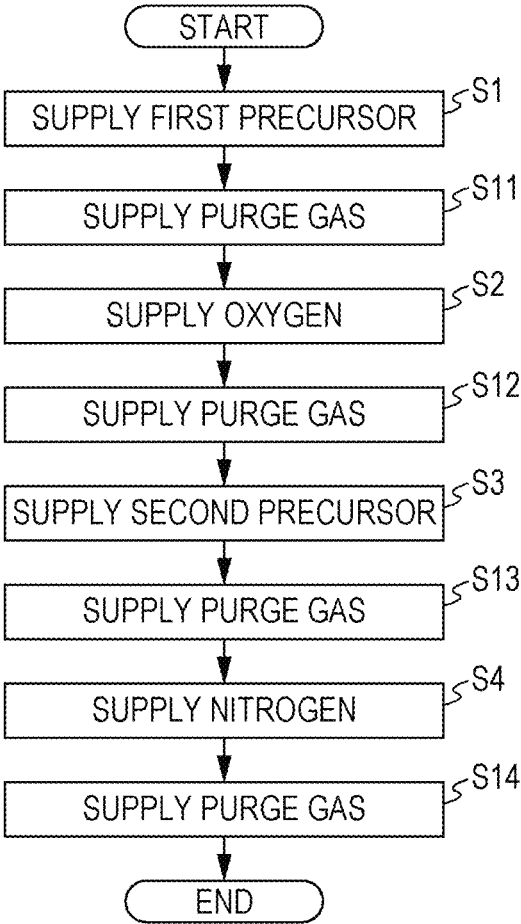 START
SUPPLY FIRST PRECURSOR
S1
SUPPLY PURGE GAS
S11
SUPPLY OXYGEN
S2
SUPPLY PURGE GAS
S12
SUPPLY SECOND PRECURSOR
S3
SUPPLY PURGE GAS
S13
SUPPLY NITROGEN
S4
SUPPLY PURGE GAS
S14
END